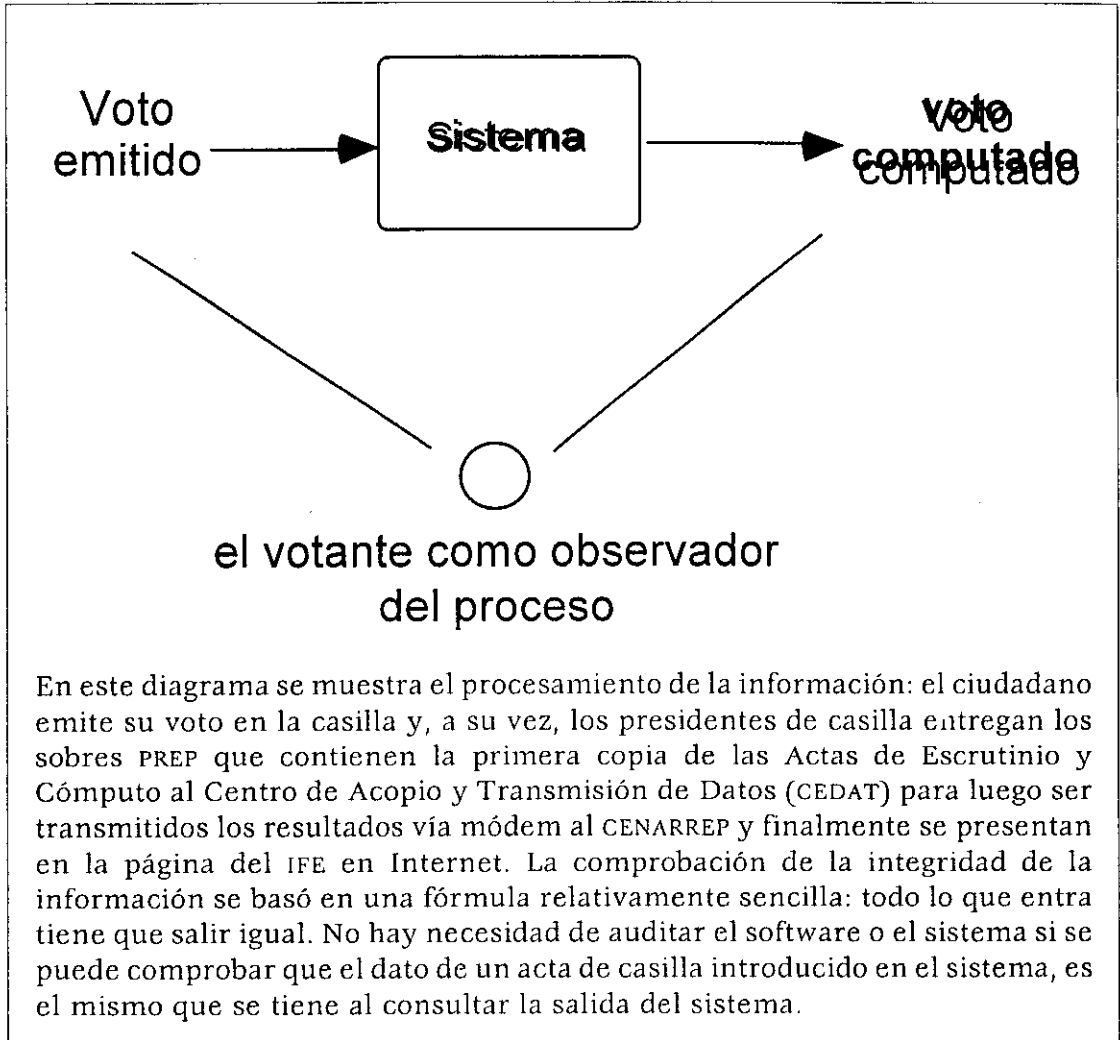 Voto
emitido
Sistema
voto
computado
el votante como observador
del proceso
En este diagrama se muestra el procesamiento de la información: el ciudadano
emite su voto en la casilla y, a su vez, los presidentes de casilla entregan los
sobres PREP que contienen la primera copia de las Actas de Escrutinio y
Cómputo al Centro de Acopio y Transmisión de Datos (CEDAT) para luego ser
transmitidos los resultados vía módem al CENARREP y finalmente se presentan
en la página del IFE en Internet. La comprobación de la integridad de la
información se basó en una fórmula relativamente sencilla: todo lo que entra
tiene que salir igual. No hay necesidad de auditar el software o el sistema si se
puede comprobar que el dato de un acta de casilla introducido en el sistema, es
el mismo que se tiene al consultar la salida del sistema.